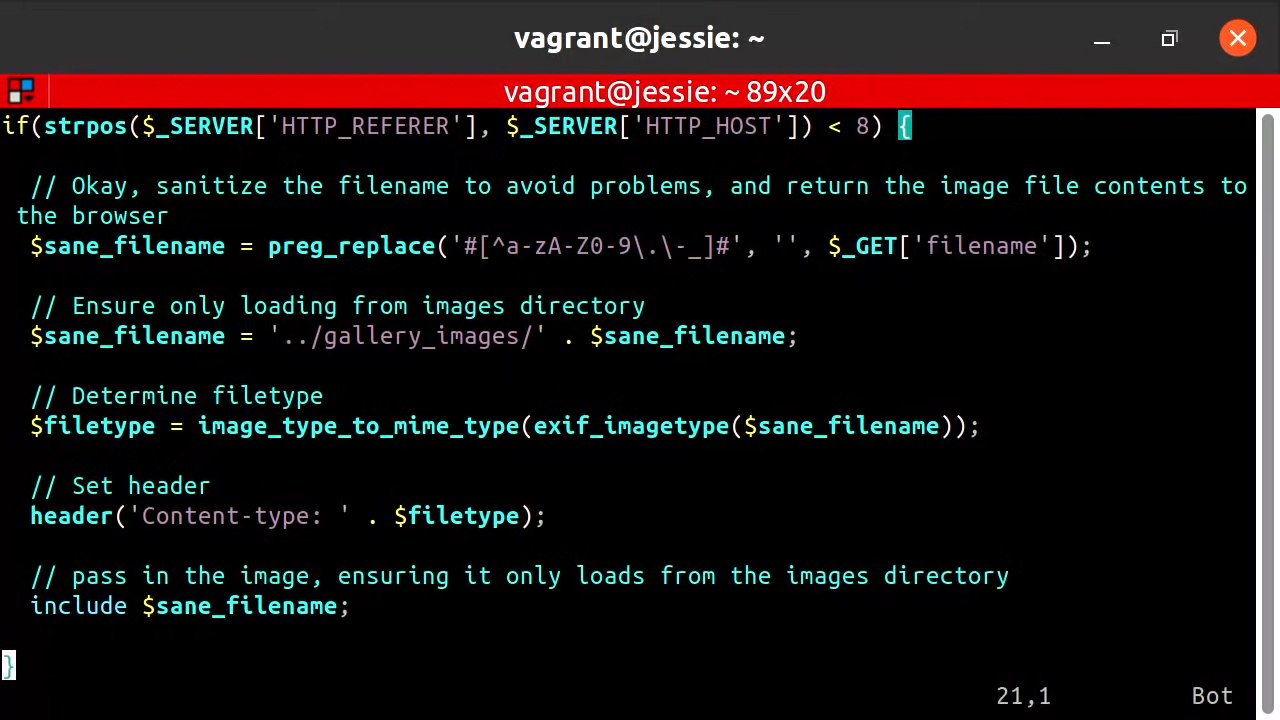 vagrant@jessie: ~
vagrant@jessie: ~ 89x20
if(strpos($_SERVER['HTTP_REFERER'], $_SERVER['HTTP_HOST']) < 8) {
// Okay, sanitize the filename to avoid problems, and return the image file contents to
the browser
$sane_filename = preg_replace('#[^a-zA-Z0-9\.\-_]#', '', $_GET['filename']);
// Ensure only loading from images directory
$sane_filename = '../gallery_images/' . $sane_filename;
// Determine filetype
$filetype = image_type_to_mime_type(exif_imagetype($sane_filename));
// Set header
header('Content-type: ' . $filetype);
// pass in the image, ensuring it only loads from the images directory
include $sane_filename;
}
21,1 Bot